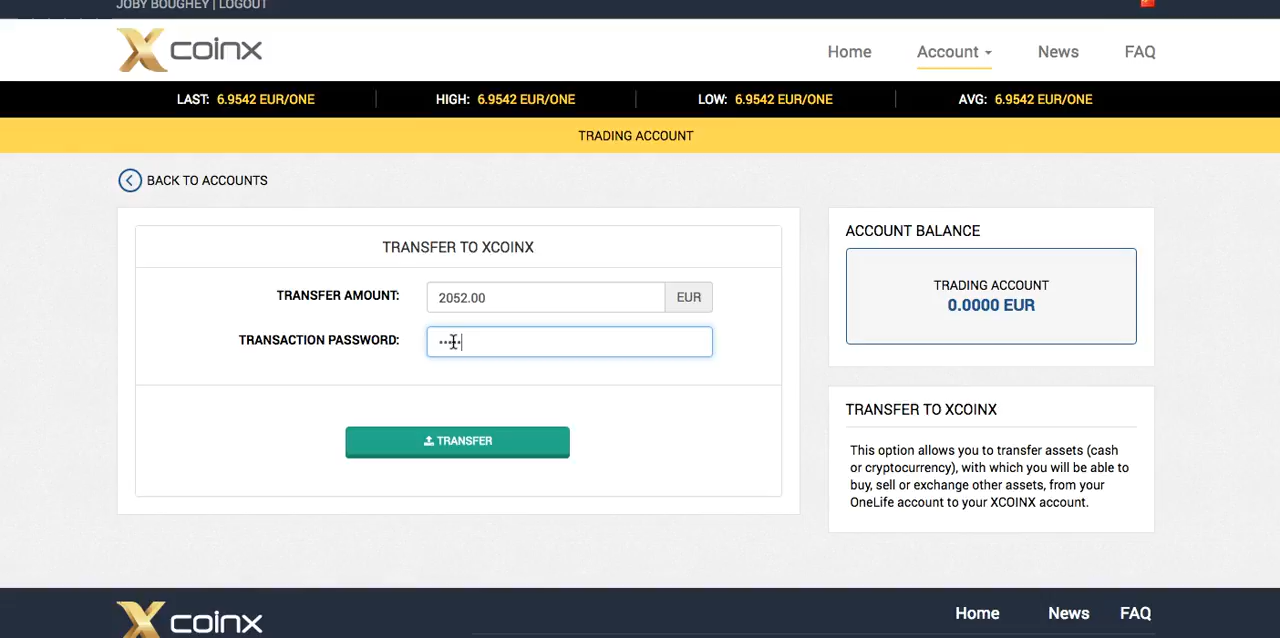 JOBY BOUGHEY | LOGOUT
Xcoinx
Home Account News FAQ
LAST: 6.9542 EUR/ONE HIGH: 6.9542 EUR/ONE LOW: 6.9542 EUR/ONE AVG: 6.9542 EUR/ONE
TRADING ACCOUNT
BACK TO ACCOUNTS
TRANSFER TO XCOINX
TRANSFER AMOUNT: 2052.00 EUR
TRANSACTION PASSWORD:
TRANSFER
ACCOUNT BALANCE
TRADING ACCOUNT
0.0000 EUR
TRANSFER TO XCOINX
This option allows you to transfer assets (cash
or cryptocurrency), with which you will be able to
buy, sell or exchange other assets, from your
OneLife account to your XCOINX account.
Xcoinx
Home News FAQ